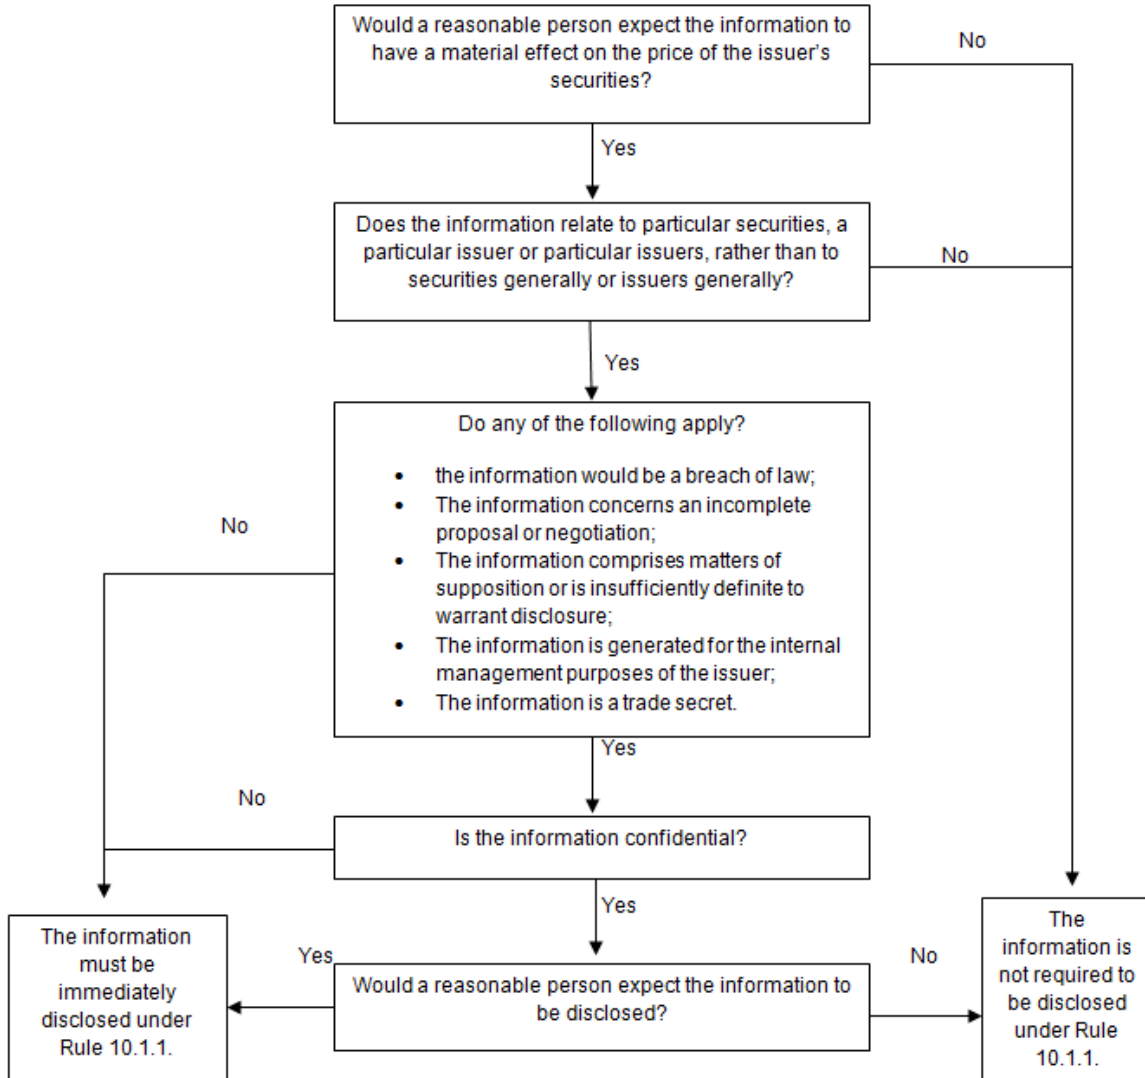 Would a reasonable person expect the information to
have a material effect on the price of the issuer's
securities?
No
Yes
Does the information relate to particular securities, a
particular issuer or particular issuers, rather than to
securities generally or issuers generally?
No
Yes
Do any of the following apply?
• the information would be a breach of law;
• The information concerns an incomplete
proposal or negotiation;
• The information comprises matters of
supposition or is insufficiently definite to
warrant disclosure;
• The information is generated for the internal
management purposes of the issuer;
• The information is a trade secret.
No
Yes
No
Is the information confidential?
Yes
The information
must be
immediately
disclosed under
Rule 10.1.1.
Yes
Would a reasonable person expect the information to
be disclosed?
No
The
information is
not required to
be disclosed
under Rule
10.1.1.